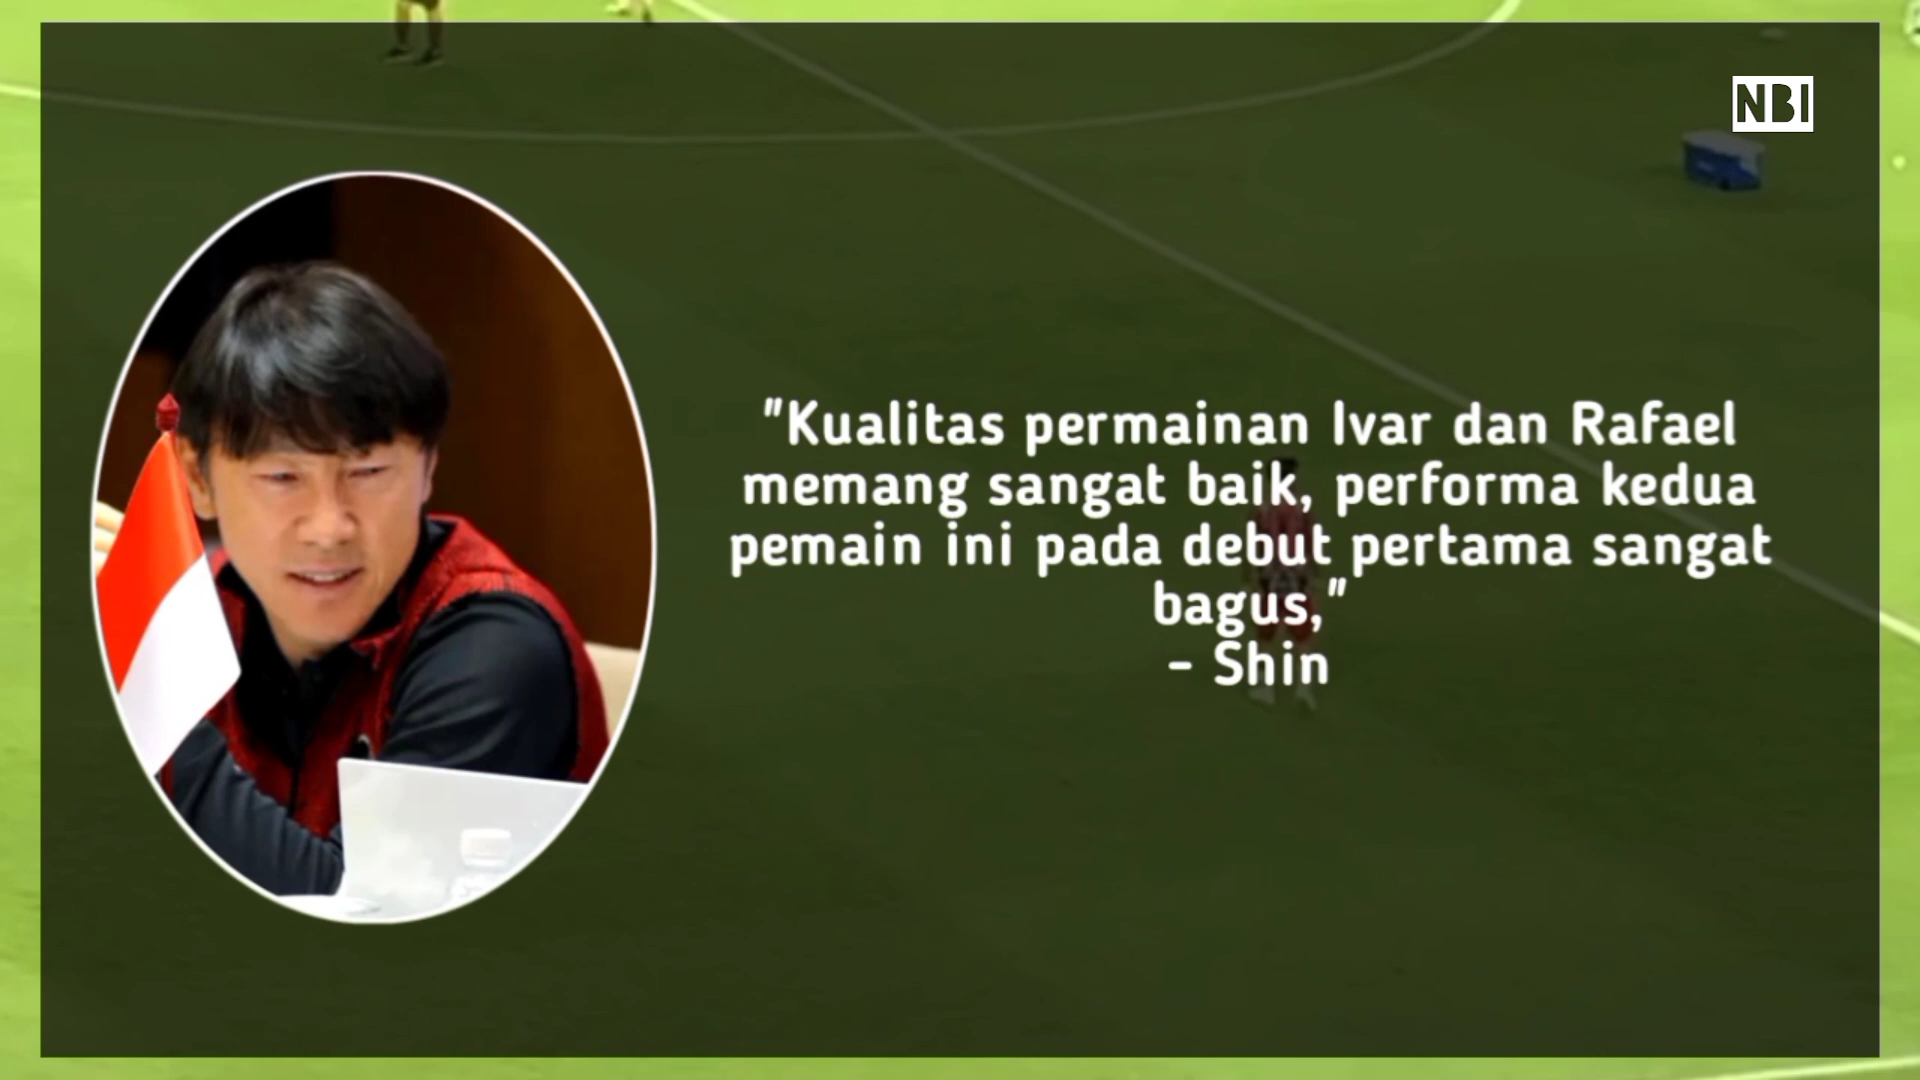 NBI
"Kualitas permainan Ivar dan Rafael
memang sangat baik, performa kedua
pemain ini pada debut pertama sangat
bagus,"
- Shin